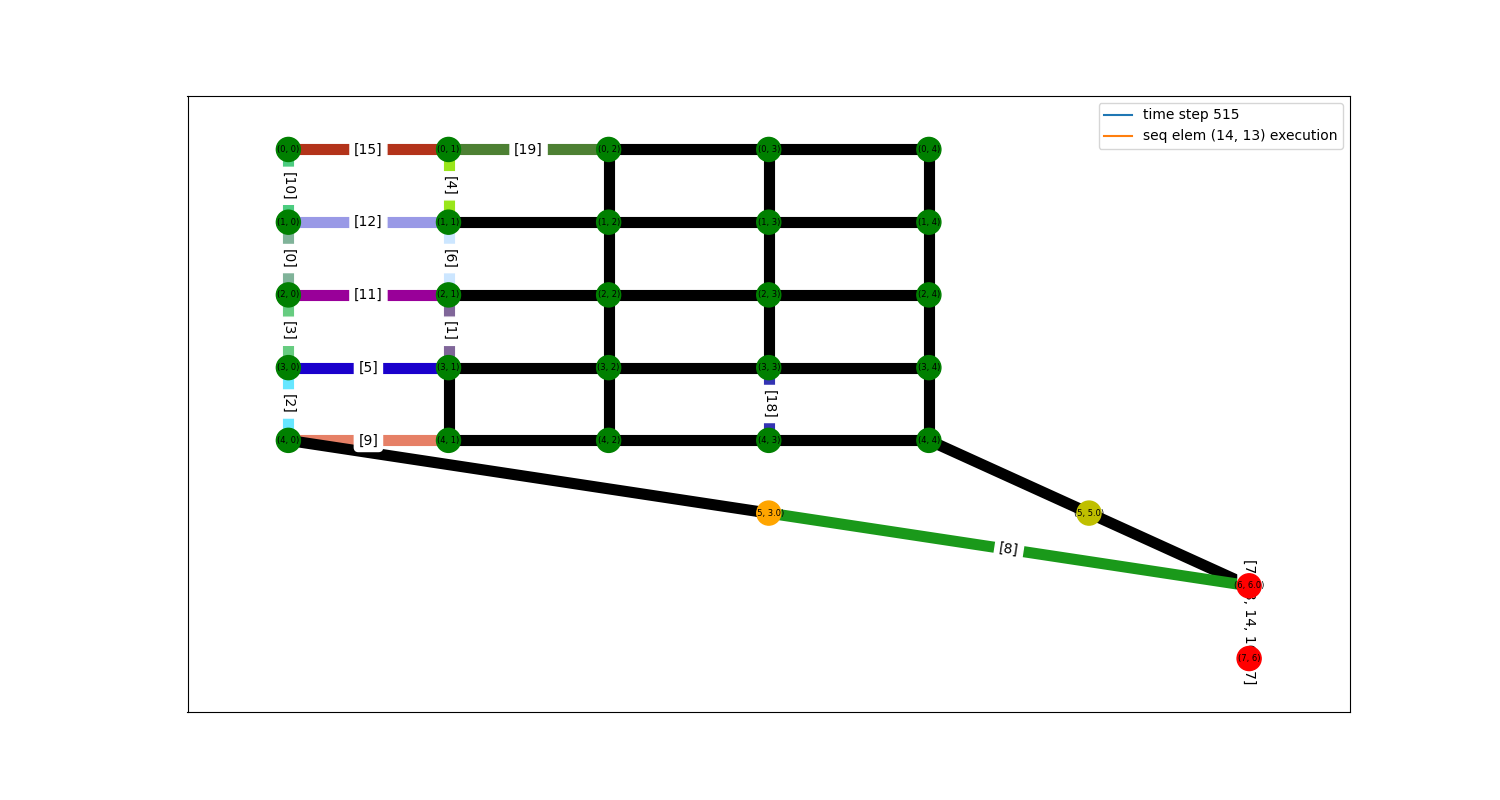 time step 515
seq elem (14, 13) execution
(0, 0) [15] (0, 1) [19] (0, 2) (0, 3) (0, 4)
[10] [4]
(1, 0) [12] (1, 1) (1, 2) (1, 3) (1, 4)
[0] [6]
(2, 0) [11] (2, 1) (2, 2) (2, 3) (2, 4)
[3] [1]
(3, 0) [5] (3, 1) (3, 2) (3, 3) (3, 4)
[2] [18]
(4, 0) [9] (4, 1) (4, 2) (4, 3) (4, 4)
(5, 3.0) (5, 5.0)
[8]
(6, 6.0)
(7, 6)